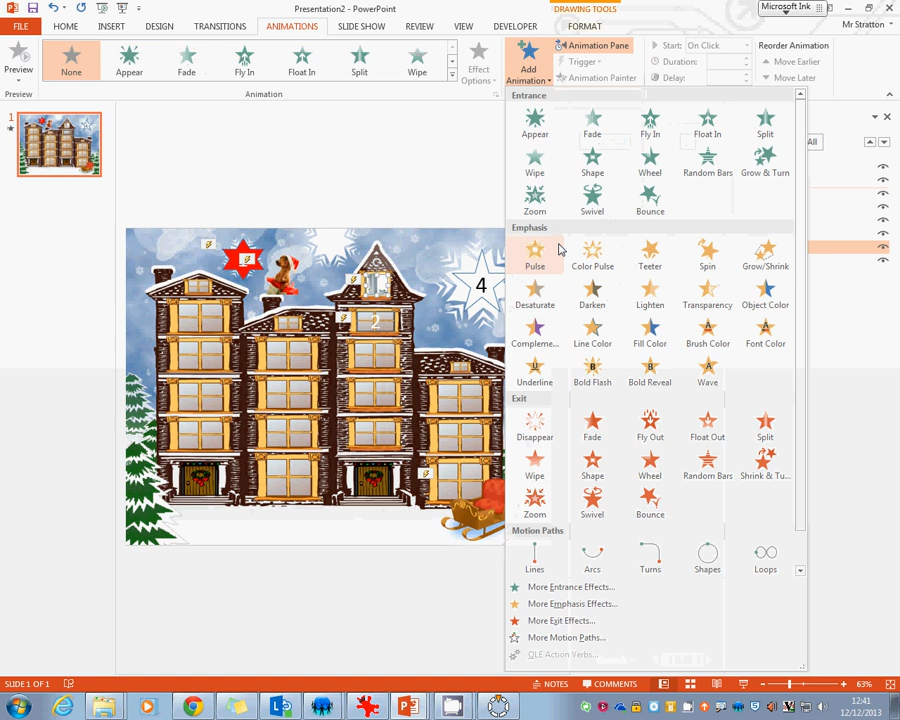 Presentation2 - PowerPoint
DRAWING TOOLS
Microsoft Ink
FILE HOME INSERT DESIGN TRANSITIONS ANIMATIONS SLIDE SHOW REVIEW VIEW DEVELOPER FORMAT
Mr Stratton
Preview
None Appear Fade Fly In Float In Split Wipe
Effect Options
Add Animation
Animation Pane
Trigger
Animation Painter
Start: On Click
Duration:
Delay:
Reorder Animation
Move Earlier
Move Later
Preview
Animation
Entrance
Appear Fade Fly In Float In Split
Wipe Shape Wheel Random Bars Grow & Turn
Zoom Swivel Bounce
Emphasis
Pulse Color Pulse Teeter Spin Grow/Shrink
Desaturate Darken Lighten Transparency Object Color
Compleme... Line Color Fill Color Brush Color Font Color
Underline Bold Flash Bold Reveal Wave
Exit
Disappear Fade Fly Out Float Out Split
Wipe Shape Wheel Random Bars Shrink & Tu...
Zoom Swivel Bounce
Motion Paths
Lines Arcs Turns Shapes Loops
More Entrance Effects...
More Emphasis Effects...
More Exit Effects...
More Motion Paths...
OLE Action Verbs...
All
1
4
2
SLIDE 1 OF 1
NOTES
COMMENTS
63%
12:41
12/12/2013